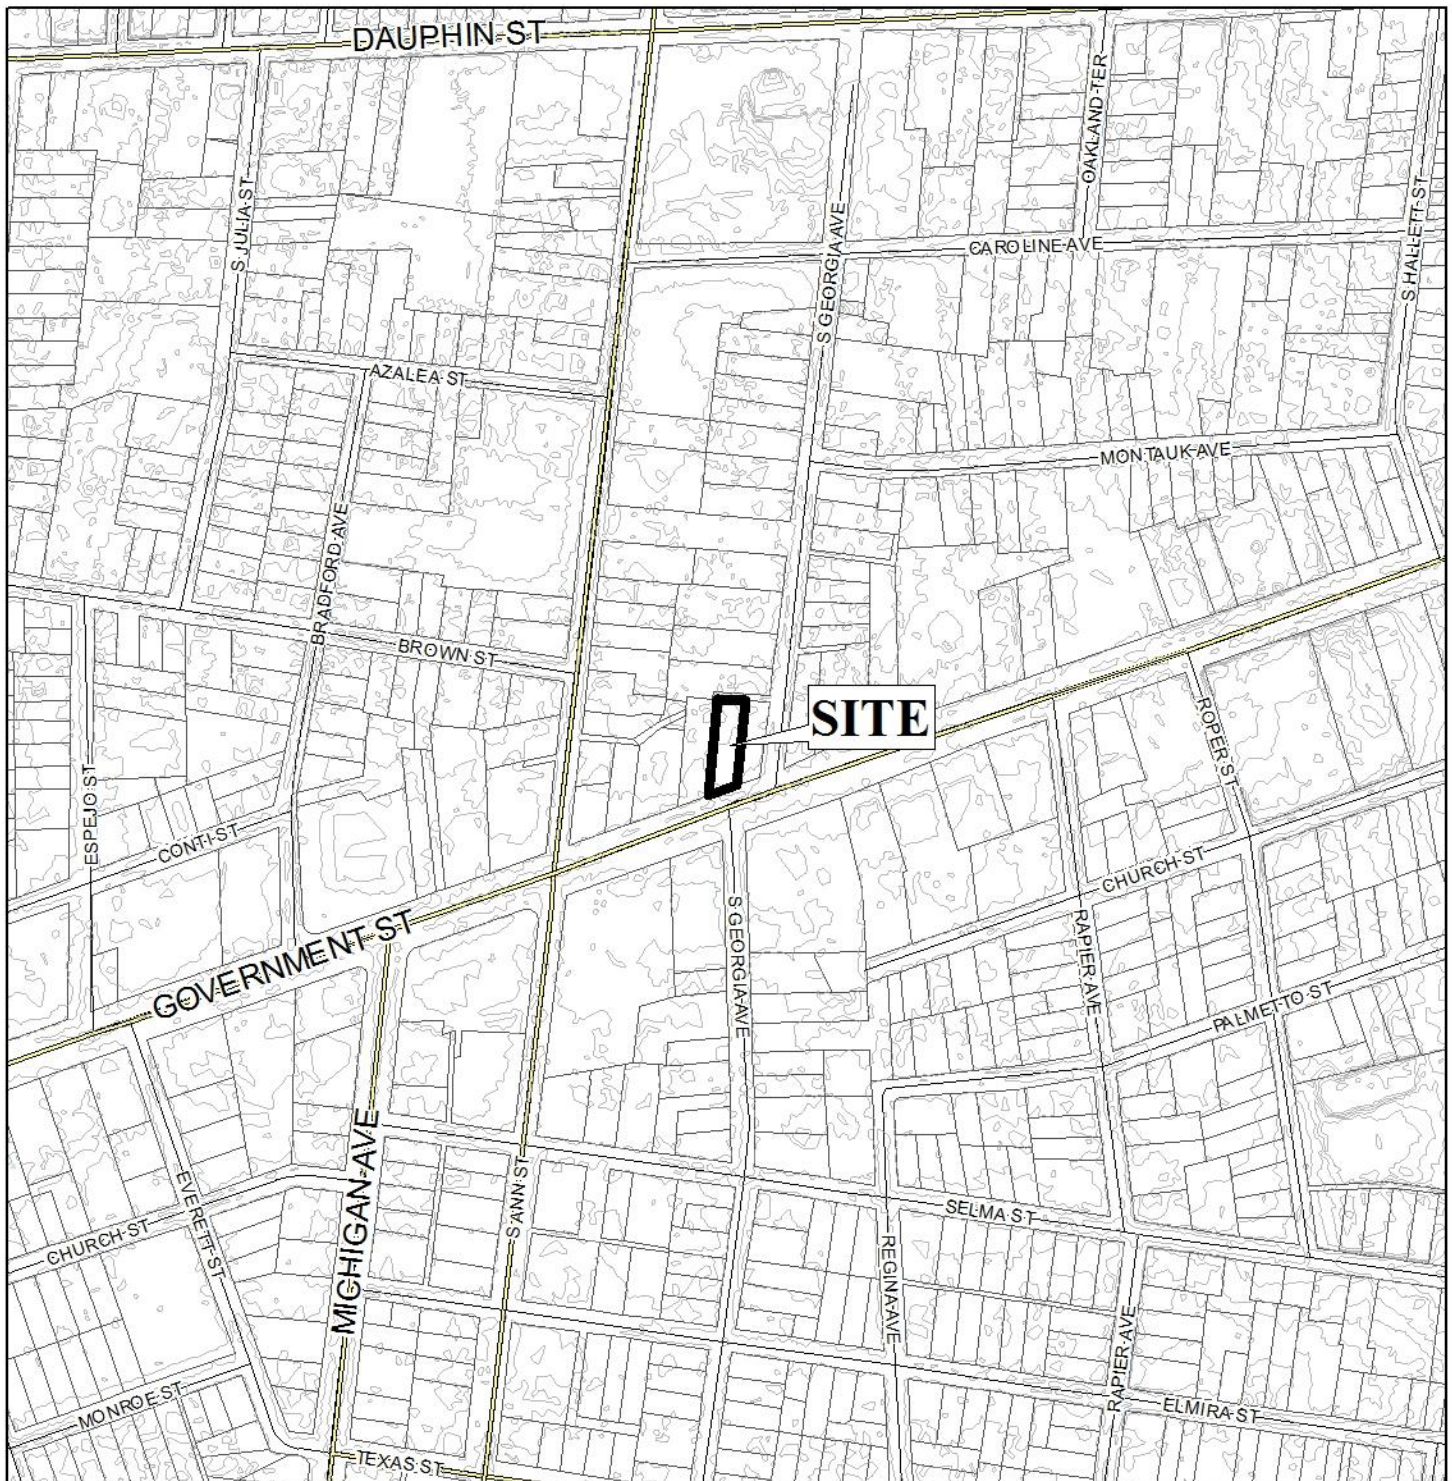 DAUPHIN ST
OAKLAND TER
S JULIA ST
S GEORGIA AVE
S HALLETT ST
CAROLINE AVE
AZALEA ST
MONTAUK AVE
BRADFORD AVE
BROWN ST
SITE
ROPER ST
ESPEJO ST
CONTI ST
CHURCH ST
GOVERNMENT ST
S GEORGIA AVE
RAPIER AVE
PALMETTO ST
MICHIGAN AVE
S ANN ST
EVERETT ST
CHURCH ST
SELMA ST
REGINA AVE
RAPIER AVE
MONROE ST
ELMIRA ST
TEXAS ST